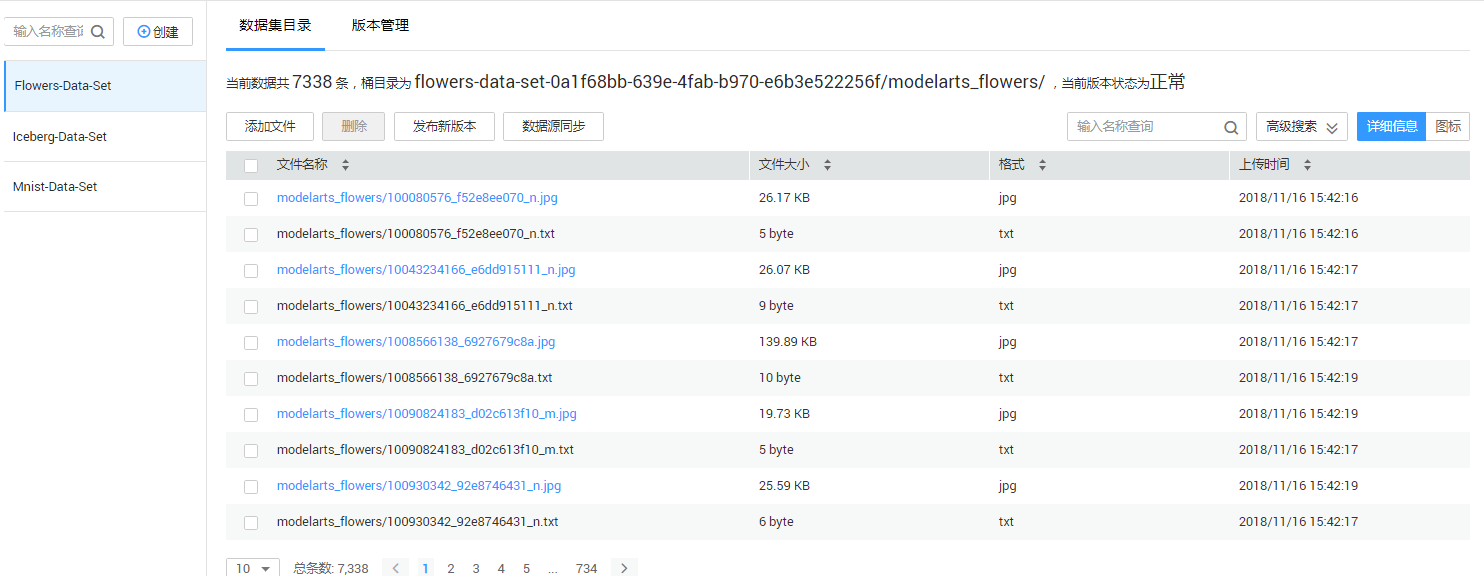 输入名称查询 创建
Flowers-Data-Set
Iceberg-Data-Set
Mnist-Data-Set
数据集目录 版本管理
当前数据共 7338 条，桶目录为 flowers-data-set-0a1f68bb-639e-4fab-b970-e6b3e522256f/modelarts_flowers/ ，当前版本状态为正常
添加文件 删除 发布新版本 数据源同步 输入名称查询 高级搜索 详细信息 图标
文件名称 文件大小 格式 上传时间
modelarts_flowers/100080576_f52e8ee070_n.jpg 26.17 KB jpg 2018/11/16 15:42:16
modelarts_flowers/100080576_f52e8ee070_n.txt 5 byte txt 2018/11/16 15:42:16
modelarts_flowers/10043234166_e6dd915111_n.jpg 26.07 KB jpg 2018/11/16 15:42:17
modelarts_flowers/10043234166_e6dd915111_n.txt 9 byte txt 2018/11/16 15:42:17
modelarts_flowers/1008566138_6927679c8a.jpg 139.89 KB jpg 2018/11/16 15:42:17
modelarts_flowers/1008566138_6927679c8a.txt 10 byte txt 2018/11/16 15:42:19
modelarts_flowers/10090824183_d02c613f10_m.jpg 19.73 KB jpg 2018/11/16 15:42:19
modelarts_flowers/10090824183_d02c613f10_m.txt 5 byte txt 2018/11/16 15:42:17
modelarts_flowers/100930342_92e8746431_n.jpg 25.59 KB jpg 2018/11/16 15:42:19
modelarts_flowers/100930342_92e8746431_n.txt 6 byte txt 2018/11/16 15:42:17
10 总条数: 7,338 < 1 2 3 4 5 ... 734 >